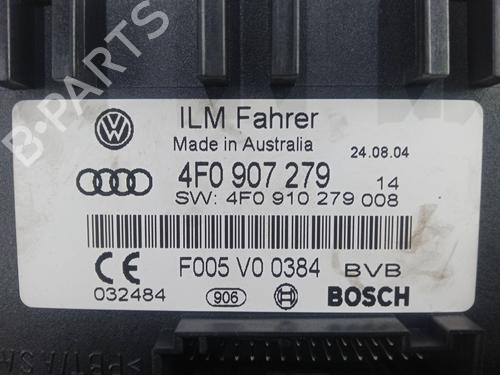 B-PARTS
ILM Fahrer
Made in Australia
24.08.04
4F0 907 279 14
SW: 4F0 910 279 008
F005 V0 0384 BVB
CE
032484
906
BOSCH